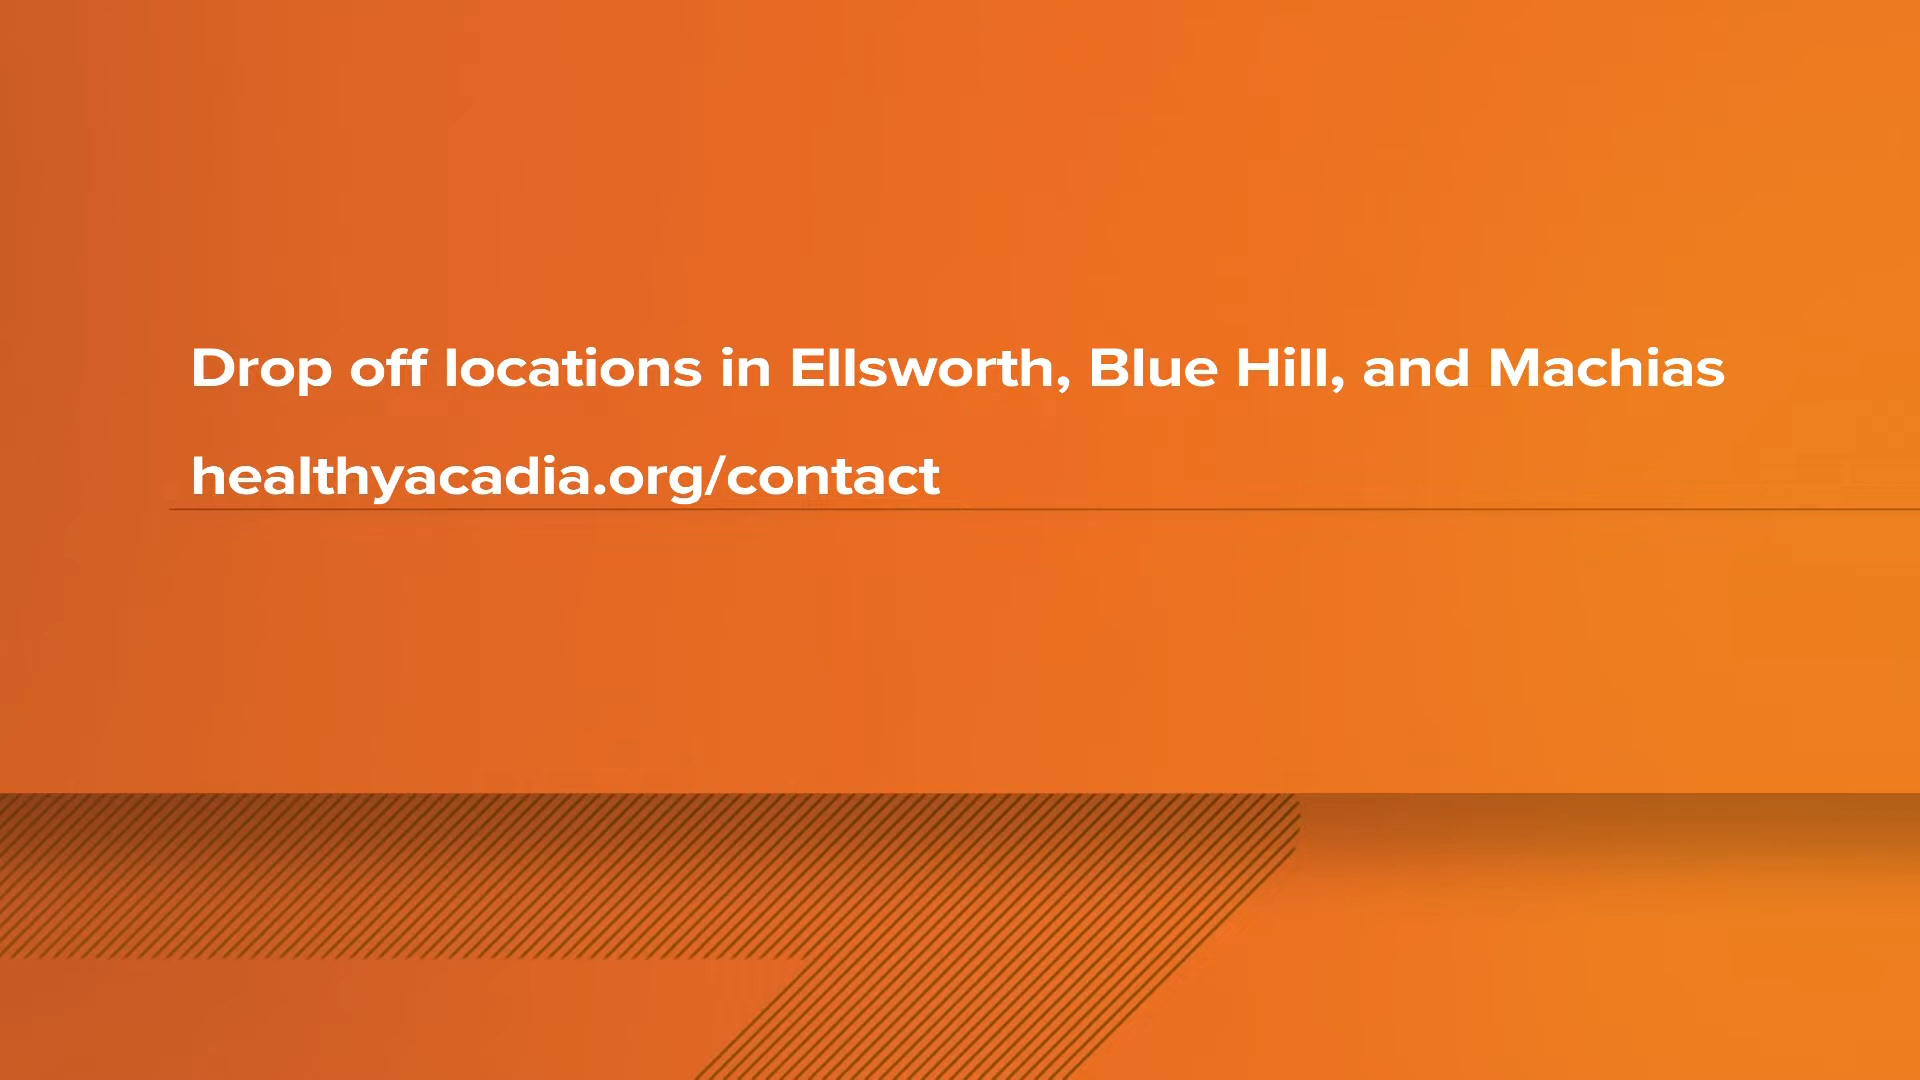 Drop off locations in Ellsworth, Blue Hill, and Machias
healthyacadia.org/contact